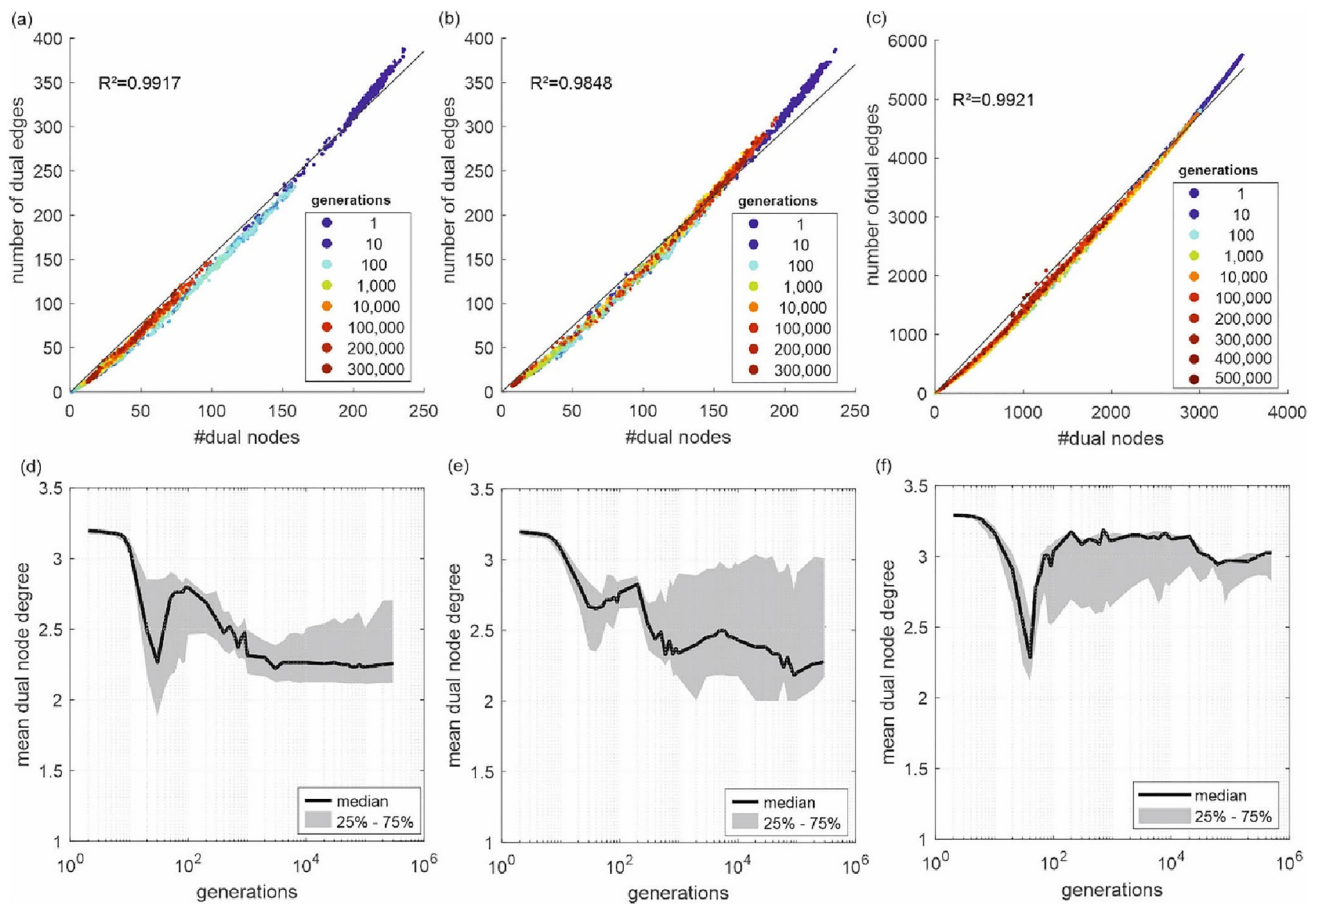 (a)
R²=0.9917
number of dual edges
400
350
300
250
200
150
100
50
0
generations
1
10
100
1,000
10,000
100,000
200,000
300,000
0 50 100 150 200 250
#dual nodes
(b)
R²=0.9848
number of dual edges
400
350
300
250
200
150
100
50
0
generations
1
10
100
1,000
10,000
100,000
200,000
300,000
0 50 100 150 200 250
#dual nodes
(c)
R²=0.9921
number ofdual edges
6000
5000
4000
3000
2000
1000
0
generations
1
10
100
1,000
10,000
100,000
200,000
300,000
400,000
500,000
0 1000 2000 3000 4000
#dual nodes
(d)
mean dual node degree
3.5
3
2.5
2
1.5
1
median
25% - 75%
10⁰ 10² 10⁴ 10⁶
generations
(e)
mean dual node degree
3.5
3
2.5
2
1.5
1
median
25% - 75%
10⁰ 10² 10⁴ 10⁶
generations
(f)
mean dual node degree
3.5
3
2.5
2
1.5
1
median
25% - 75%
10⁰ 10² 10⁴ 10⁶
generations